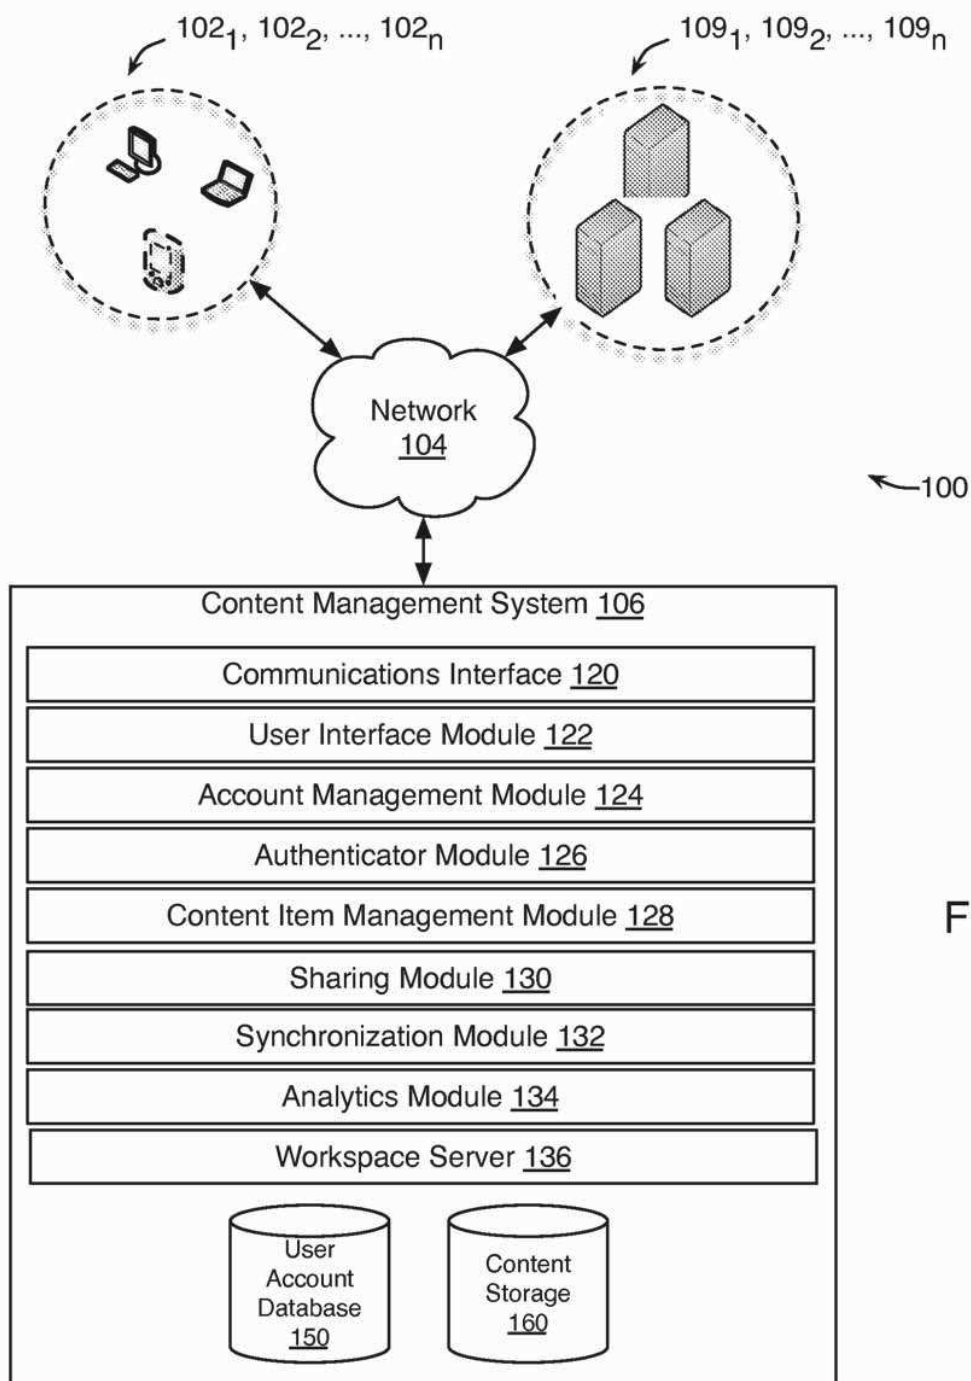 102₁, 102₂, ..., 102ₙ
109₁, 109₂, ..., 109ₙ
Network
104
100
Content Management System 106
Communications Interface 120
User Interface Module 122
Account Management Module 124
Authenticator Module 126
Content Item Management Module 128
F
Sharing Module 130
Synchronization Module 132
Analytics Module 134
Workspace Server 136
User
Account
Database
150
Content
Storage
160